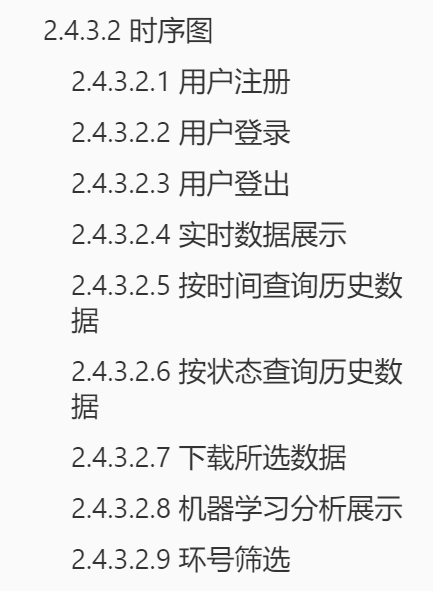 2.4.3.2 时序图
2.4.3.2.1 用户注册
2.4.3.2.2 用户登录
2.4.3.2.3 用户登出
2.4.3.2.4 实时数据展示
2.4.3.2.5 按时间查询历史数
据
2.4.3.2.6 按状态查询历史数
据
2.4.3.2.7 下载所选数据
2.4.3.2.8 机器学习分析展示
2.4.3.2.9 环号筛选